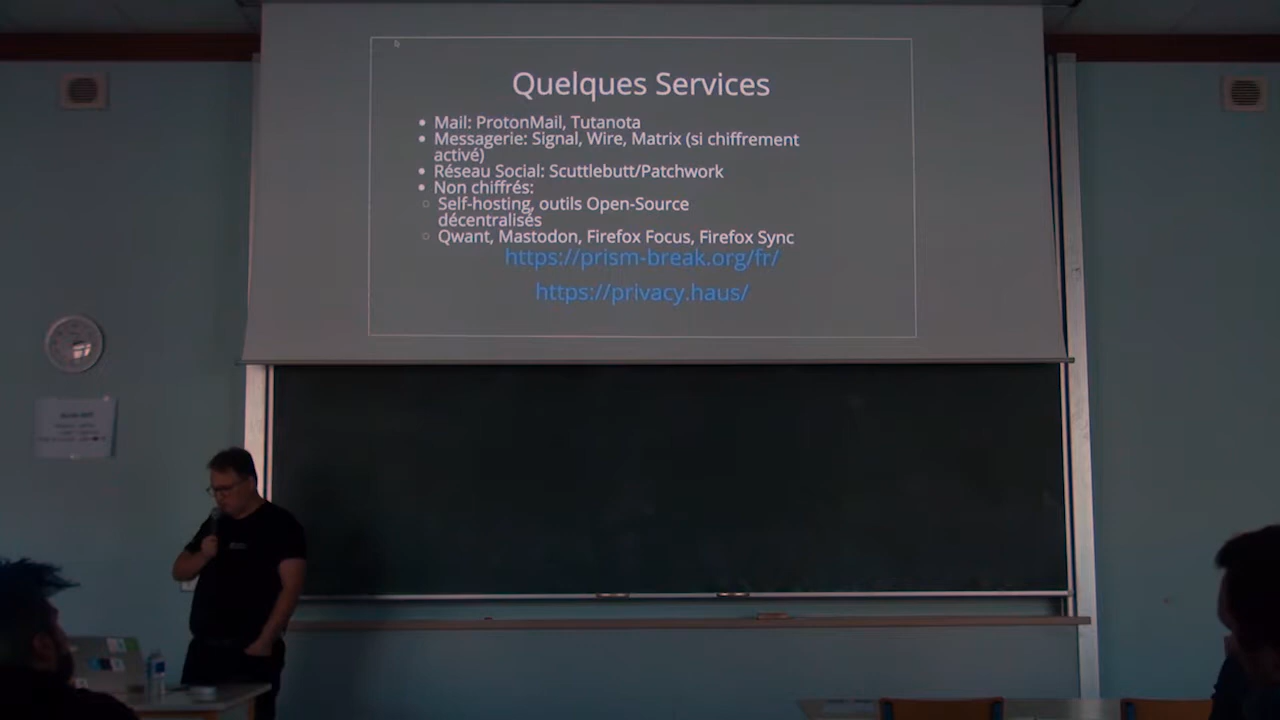 Quelques Services
• Mail: ProtonMail, Tutanota
• Messagerie: Signal, Wire, Matrix (si chiffrement
activé)
• Réseau Social: Scuttlebutt/Patchwork
• Non chiffrés:
○ Self-hosting, outils Open-Source
décentralisés
○ Qwant, Mastodon, Firefox Focus, Firefox Sync
https://prism-break.org/fr/
https://privacy.haus/